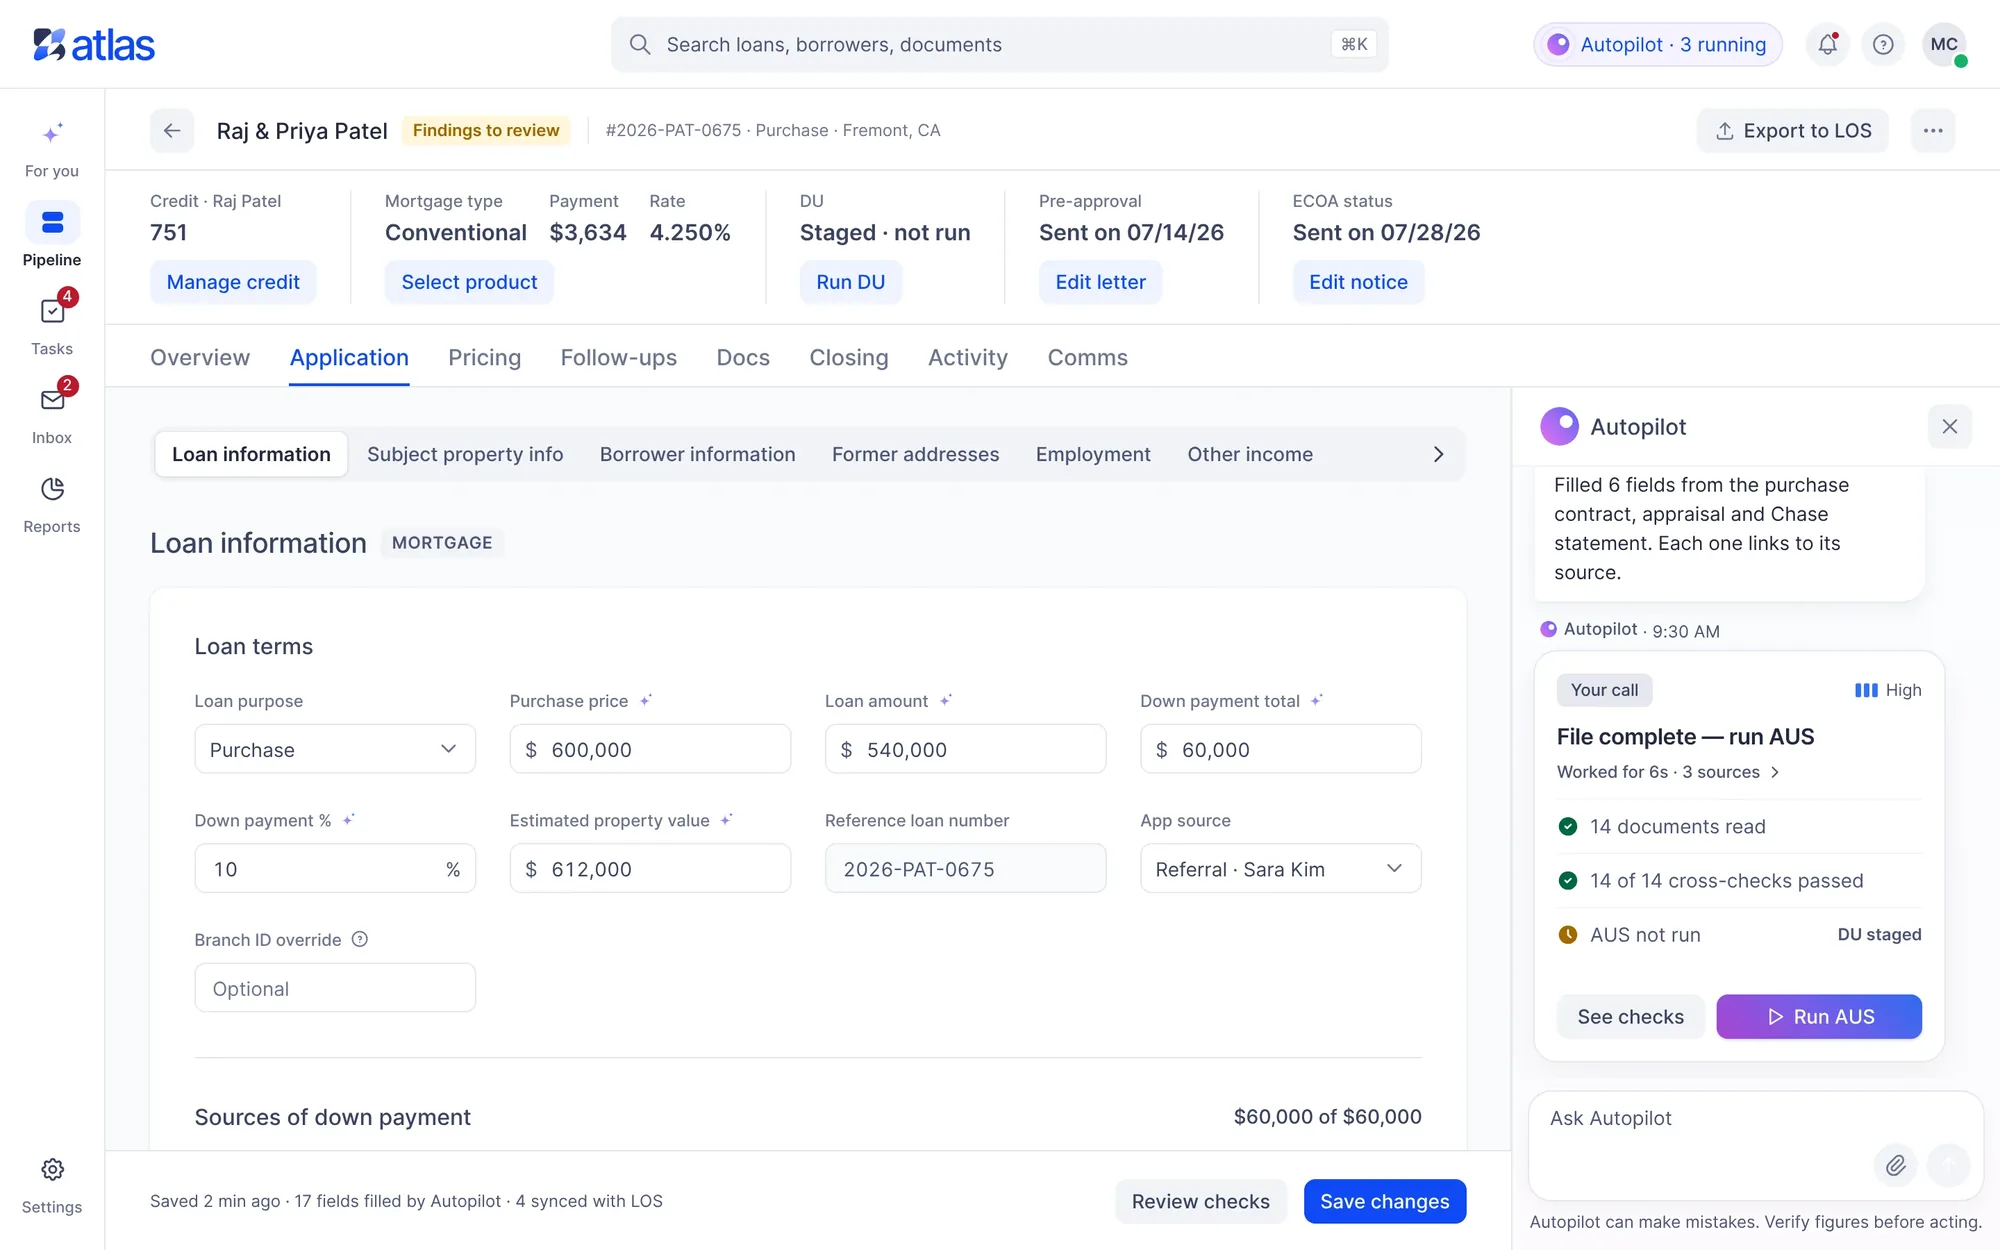 atlas
Search loans, borrowers, documents
⌘K
Autopilot · 3 running
MC
For you
Pipeline
4
Tasks
2
Inbox
Reports
Settings
Raj & Priya Patel
Findings to review
#2026-PAT-0675 · Purchase · Fremont, CA
Export to LOS
Credit · Raj Patel
751
Manage credit
Mortgage type
Conventional
Payment
$3,634
Rate
4.250%
Select product
DU
Staged · not run
Run DU
Pre-approval
Sent on 07/14/26
Edit letter
ECOA status
Sent on 07/28/26
Edit notice
Overview
Application
Pricing
Follow-ups
Docs
Closing
Activity
Comms
Loan information
Subject property info
Borrower information
Former addresses
Employment
Other income
Loan information
MORTGAGE
Loan terms
Loan purpose
Purchase
Purchase price
$ 600,000
Loan amount
$ 540,000
Down payment total
$ 60,000
Down payment %
10 %
Estimated property value
$ 612,000
Reference loan number
2026-PAT-0675
App source
Referral · Sara Kim
Branch ID override
Optional
Sources of down payment
$60,000 of $60,000
Saved 2 min ago · 17 fields filled by Autopilot · 4 synced with LOS
Review checks
Save changes
Autopilot
Filled 6 fields from the purchase
contract, appraisal and Chase
statement. Each one links to its
source.
Autopilot · 9:30 AM
Your call
High
File complete — run AUS
Worked for 6s · 3 sources
14 documents read
14 of 14 cross-checks passed
AUS not run
DU staged
See checks
Run AUS
Ask Autopilot
Autopilot can make mistakes. Verify figures before acting.